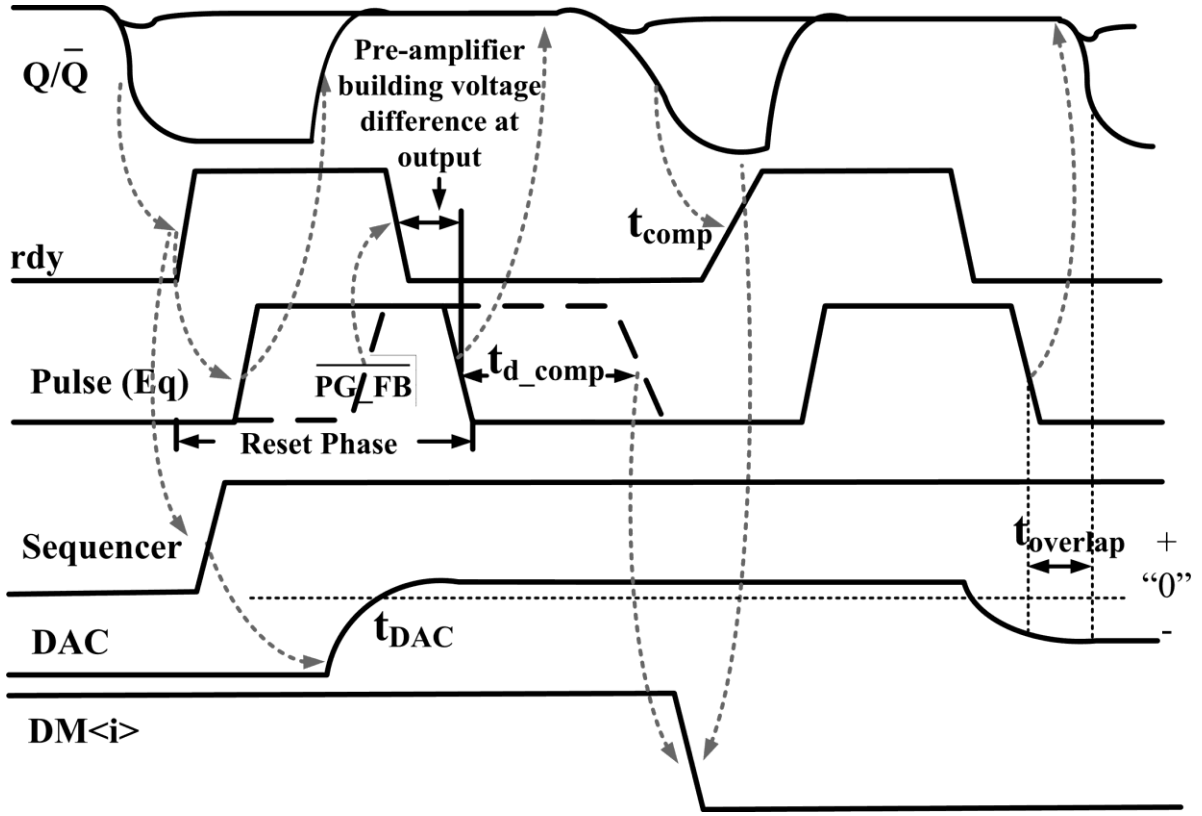 Q/Q̅
Pre-amplifier
building voltage
difference at
output
t_comp
rdy
Pulse (Eq)
P̅G̅_̅F̅B̅
t_d_comp
Reset Phase
Sequencer
t_overlap
+
“0”
-
DAC
t_DAC
DM<i>